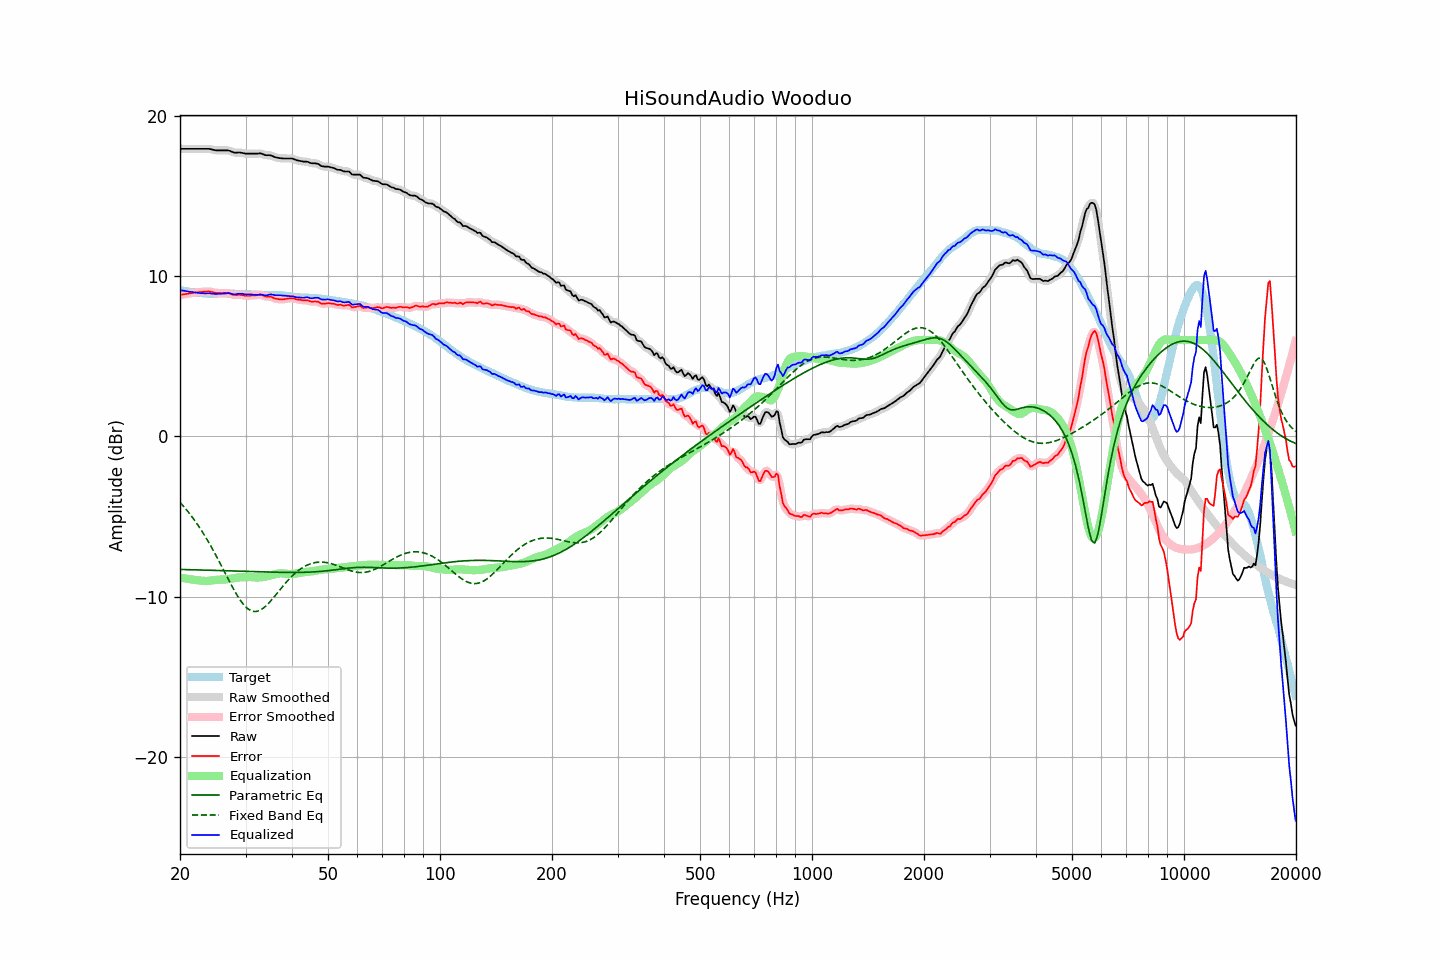 HiSoundAudio Wooduo
20
10
0
−10
−20
Amplitude (dBr)
Target
Raw Smoothed
Error Smoothed
Raw
Error
Equalization
Parametric Eq
Fixed Band Eq
Equalized
20 50 100 200 500 1000 2000 5000 10000 20000
Frequency (Hz)